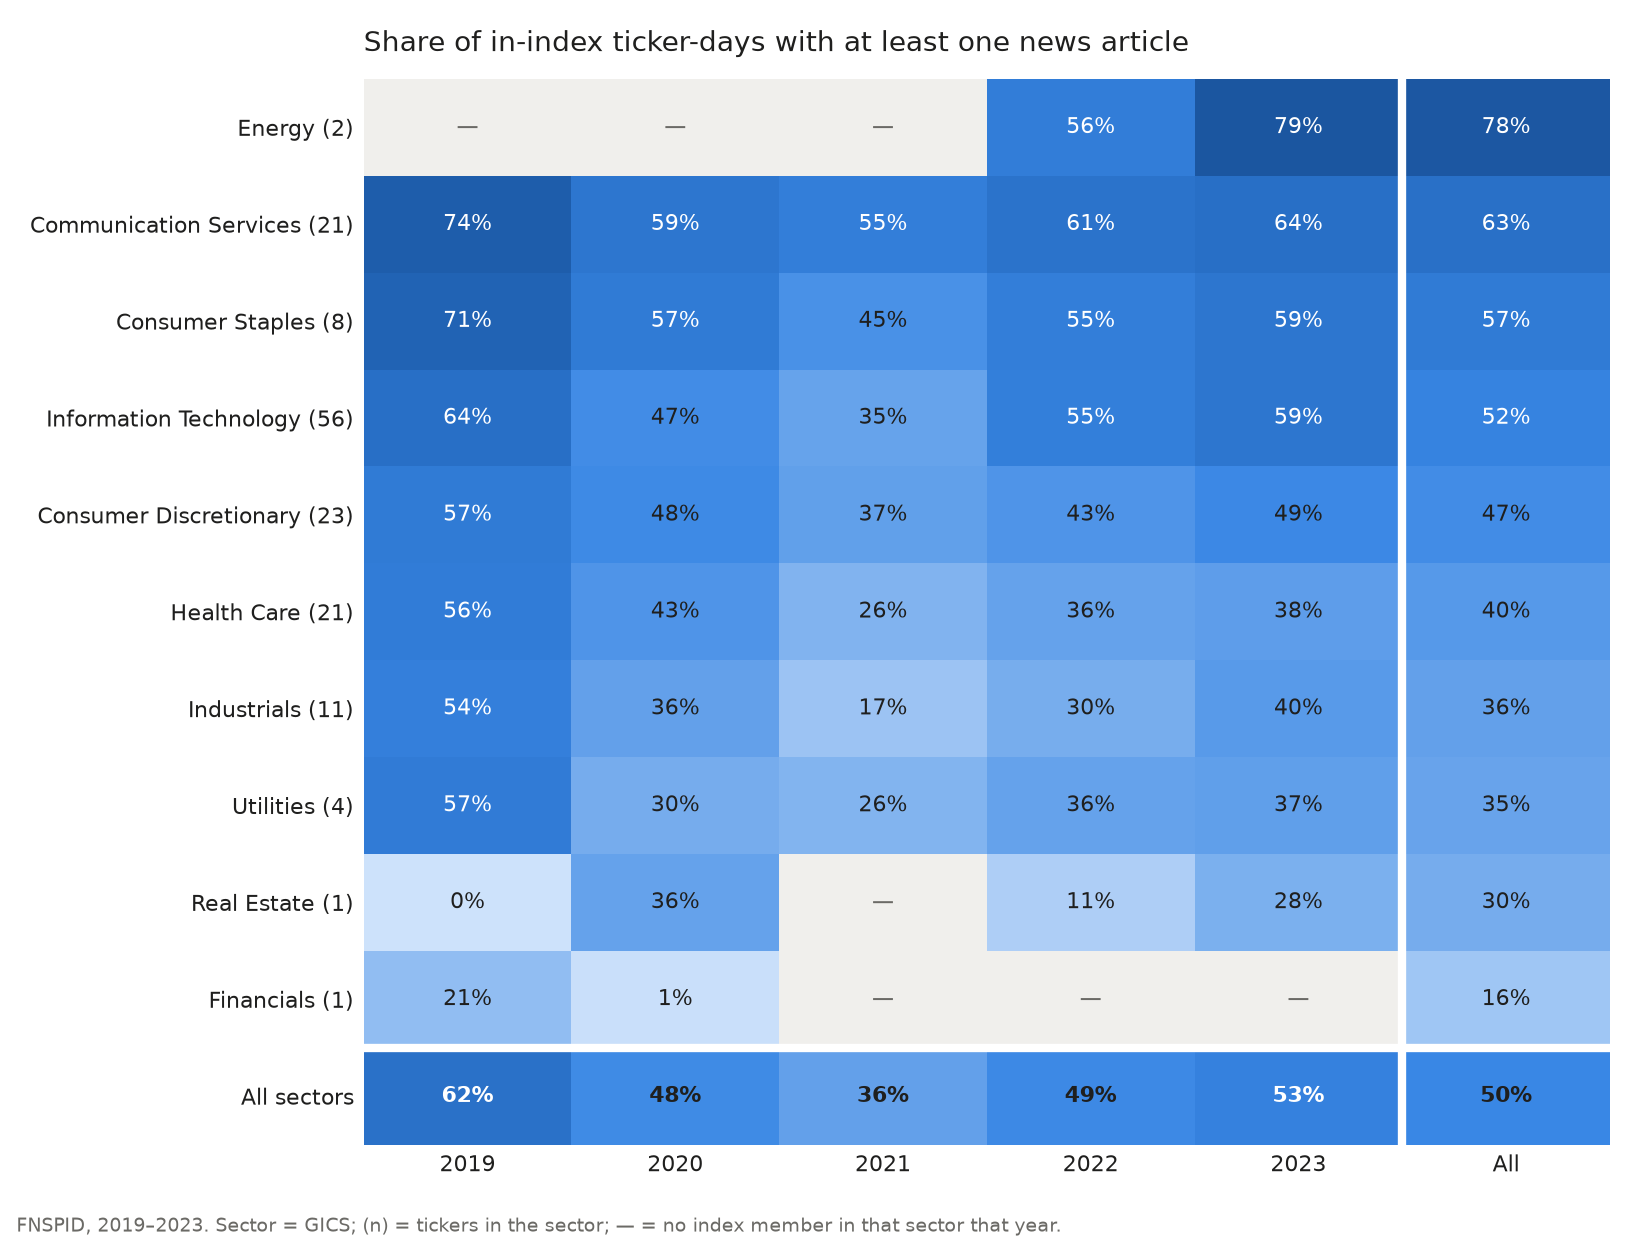 Share of in-index ticker-days with at least one news article
Energy (2) — — — 56% 79% 78%
Communication Services (21) 74% 59% 55% 61% 64% 63%
Consumer Staples (8) 71% 57% 45% 55% 59% 57%
Information Technology (56) 64% 47% 35% 55% 59% 52%
Consumer Discretionary (23) 57% 48% 37% 43% 49% 47%
Health Care (21) 56% 43% 26% 36% 38% 40%
Industrials (11) 54% 36% 17% 30% 40% 36%
Utilities (4) 57% 30% 26% 36% 37% 35%
Real Estate (1) 0% 36% — 11% 28% 30%
Financials (1) 21% 1% — — — 16%
All sectors 62% 48% 36% 49% 53% 50%
2019 2020 2021 2022 2023 All
FNSPID, 2019–2023. Sector = GICS; (n) = tickers in the sector; — = no index member in that sector that year.